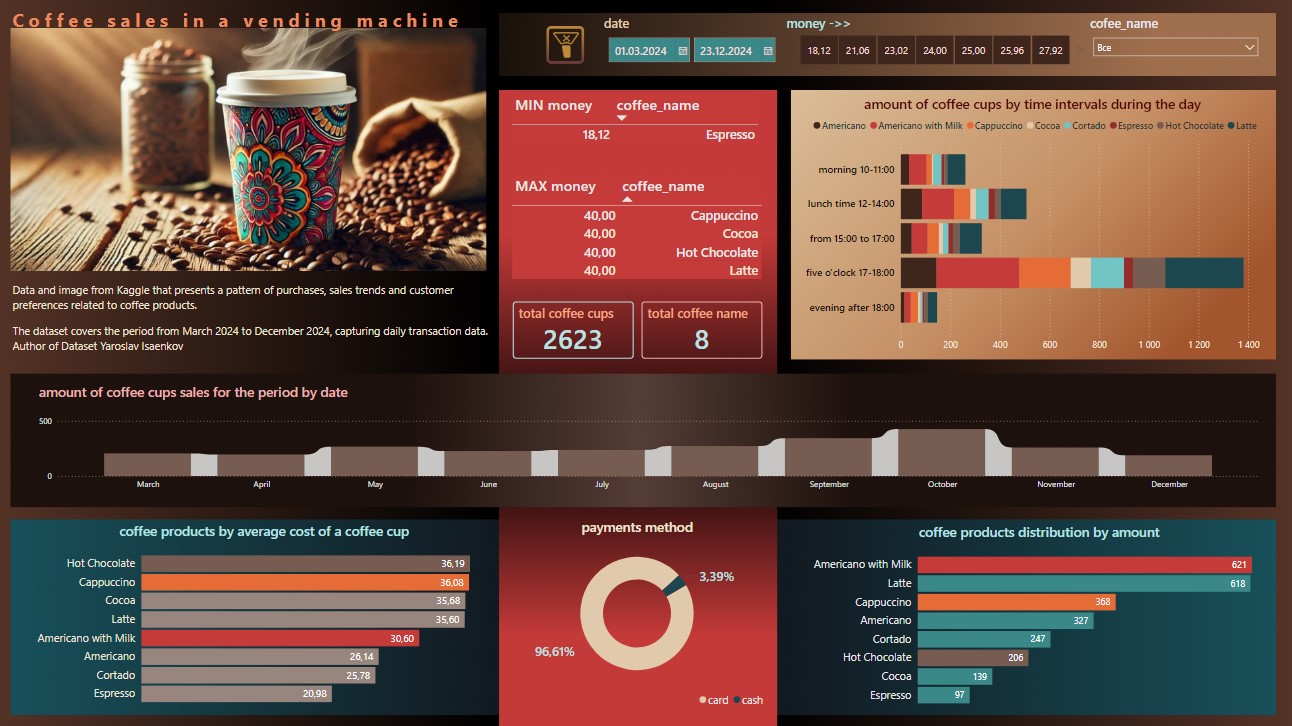 Coffee sales in a vending machine
date
money ->>
cofee_name
01.03.2024
23.12.2024
18,12
21,06
23,02
24,00
25,00
25,96
27,92
Все
MIN money coffee_name
18,12 Espresso
MAX money coffee_name
40,00 Cappuccino
40,00 Cocoa
40,00 Hot Chocolate
40,00 Latte
total coffee cups
2623
total coffee name
8
amount of coffee cups by time intervals during the day
Americano Americano with Milk Cappuccino Cocoa Cortado Espresso Hot Chocolate Latte
morning 10-11:00
lunch time 12-14:00
from 15:00 to 17:00
five o'clock 17-18:00
evening after 18:00
0 200 400 600 800 1 000 1 200 1 400
Data and image from Kaggle that presents a pattern of purchases, sales trends and customer
preferences related to coffee products.
The dataset covers the period from March 2024 to December 2024, capturing daily transaction data.
Author of Dataset Yaroslav Isaenkov
amount of coffee cups sales for the period by date
500
0
March April May June July August September October November December
coffee products by average cost of a coffee cup
Hot Chocolate 36,19
Cappuccino 36,08
Cocoa 35,68
Latte 35,60
Americano with Milk 30,60
Americano 26,14
Cortado 25,78
Espresso 20,98
payments method
3,39%
96,61%
card cash
coffee products distribution by amount
Americano with Milk 621
Latte 618
Cappuccino 368
Americano 327
Cortado 247
Hot Chocolate 206
Cocoa 139
Espresso 97